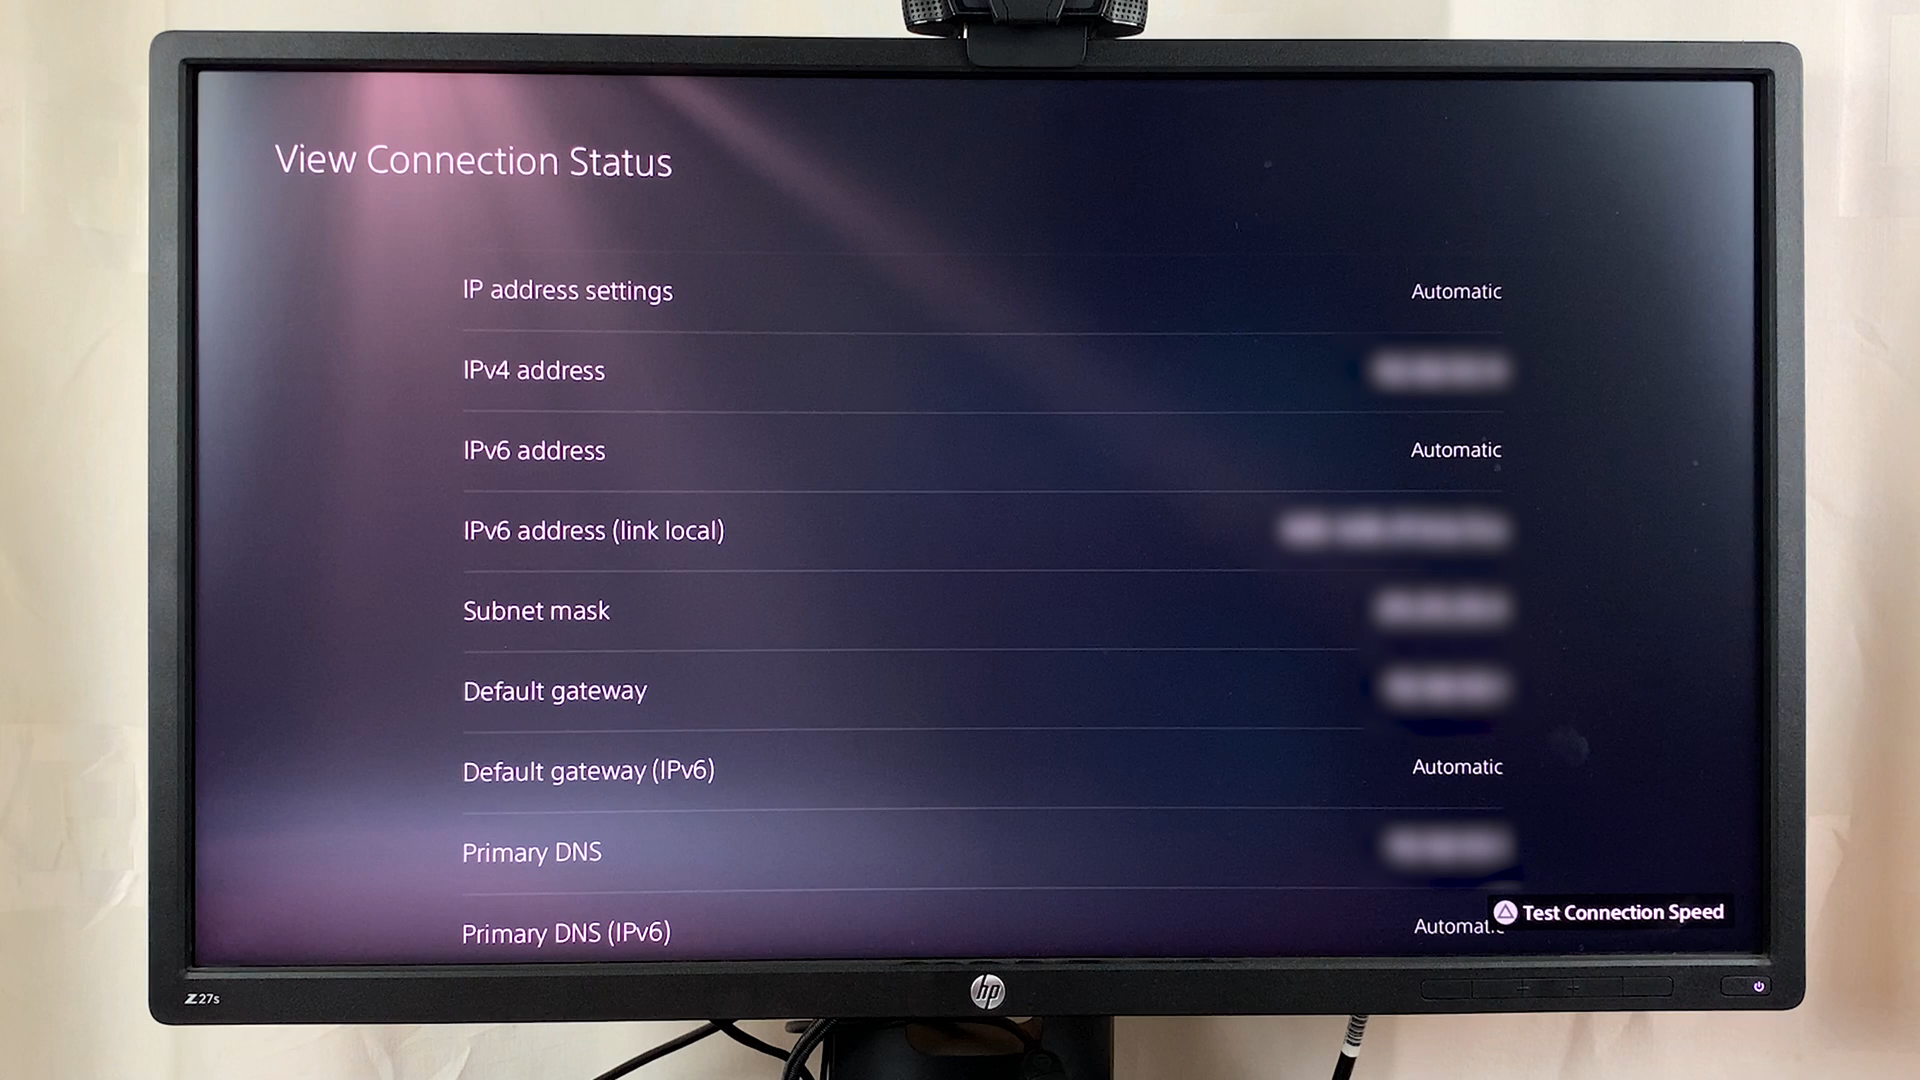 View Connection Status
IP address settings Automatic
IPv4 address
IPv6 address Automatic
IPv6 address (link local)
Subnet mask
Default gateway
Default gateway (IPv6) Automatic
Primary DNS
Test Connection Speed
Primary DNS (IPv6)
Z27s
hp